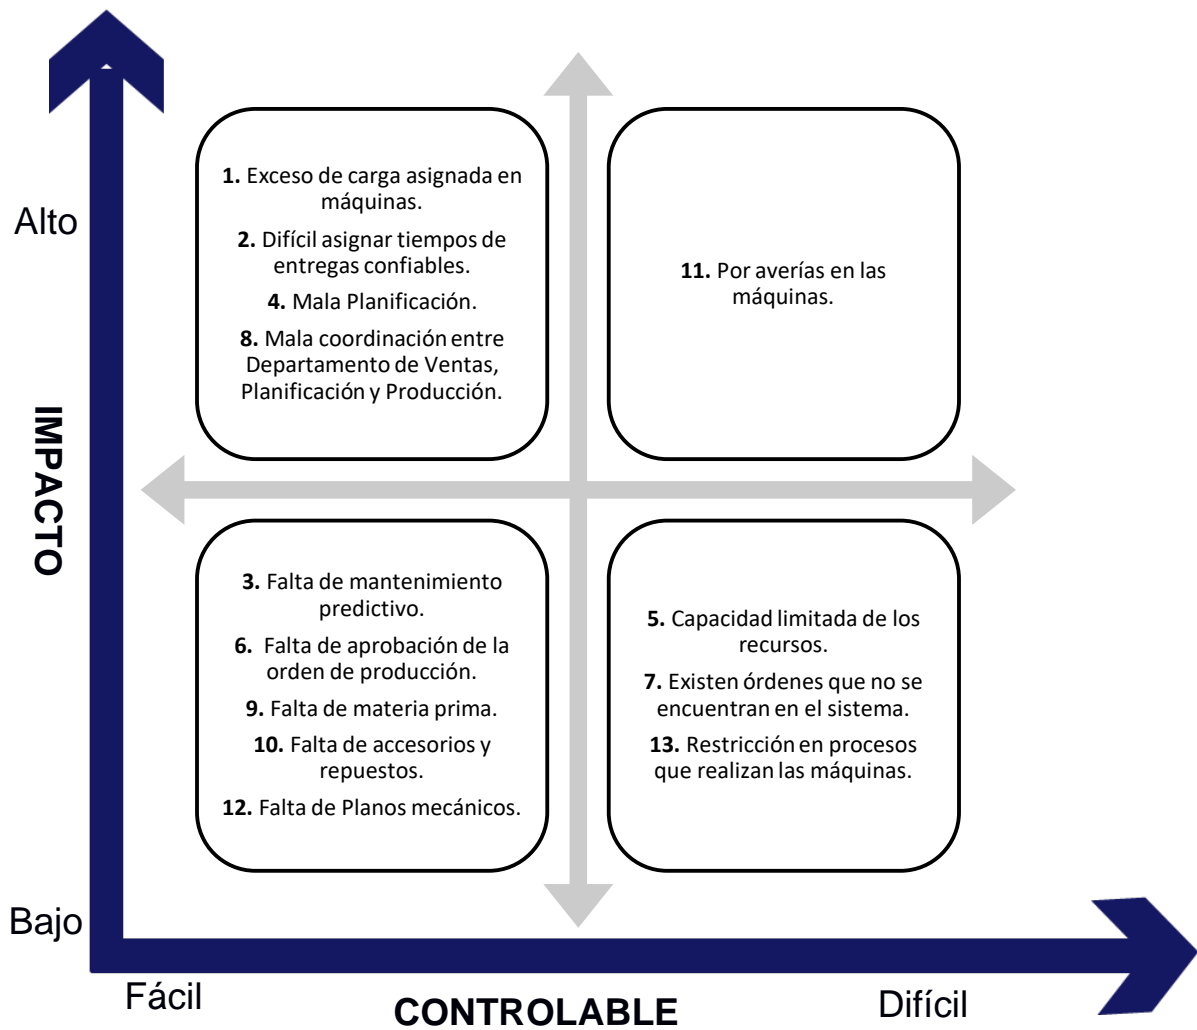 Alto
IMPACTO
Bajo
1. Exceso de carga asignada en
máquinas.
2. Difícil asignar tiempos de
entregas confiables.
4. Mala Planificación.
8. Mala coordinación entre
Departamento de Ventas,
Planificación y Producción.
11. Por averías en las
máquinas.
3. Falta de mantenimiento
predictivo.
6. Falta de aprobación de la
orden de producción.
9. Falta de materia prima.
10. Falta de accesorios y
repuestos.
12. Falta de Planos mecánicos.
5. Capacidad limitada de los
recursos.
7. Existen órdenes que no se
encuentran en el sistema.
13. Restricción en procesos
que realizan las máquinas.
Fácil
CONTROLABLE
Difícil